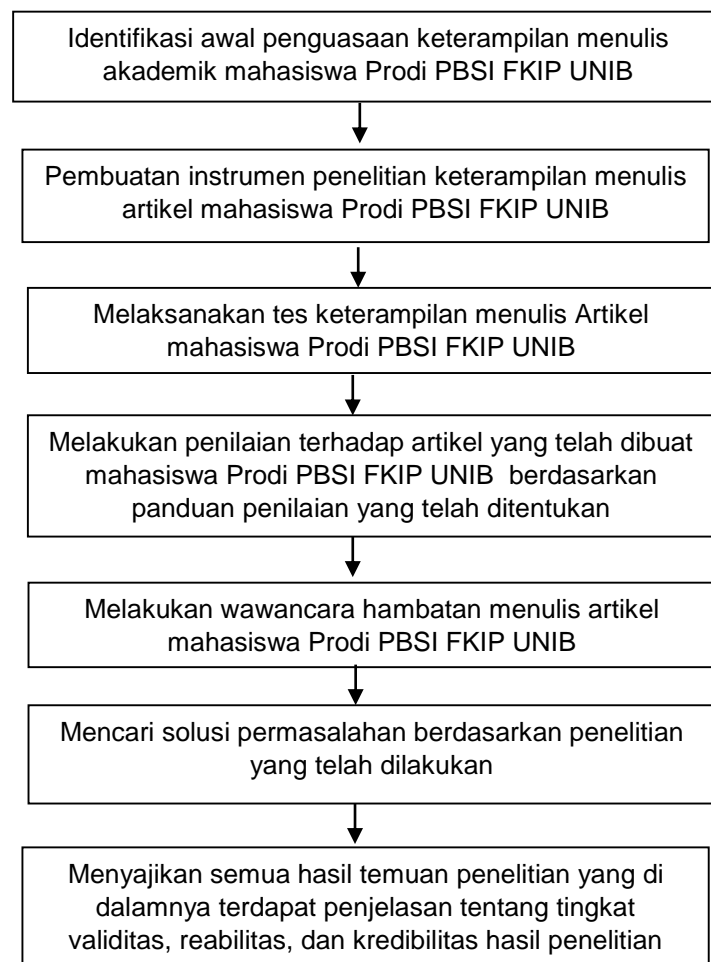 Identifikasi awal penguasaan keterampilan menulis
akademik mahasiswa Prodi PBSI FKIP UNIB
Pembuatan instrumen penelitian keterampilan menulis
artikel mahasiswa Prodi PBSI FKIP UNIB
Melaksanakan tes keterampilan menulis Artikel
mahasiswa Prodi PBSI FKIP UNIB
Melakukan penilaian terhadap artikel yang telah dibuat
mahasiswa Prodi PBSI FKIP UNIB berdasarkan
panduan penilaian yang telah ditentukan
Melakukan wawancara hambatan menulis artikel
mahasiswa Prodi PBSI FKIP UNIB
Mencari solusi permasalahan berdasarkan penelitian
yang telah dilakukan
Menyajikan semua hasil temuan penelitian yang di
dalamnya terdapat penjelasan tentang tingkat
validitas, reabilitas, dan kredibilitas hasil penelitian